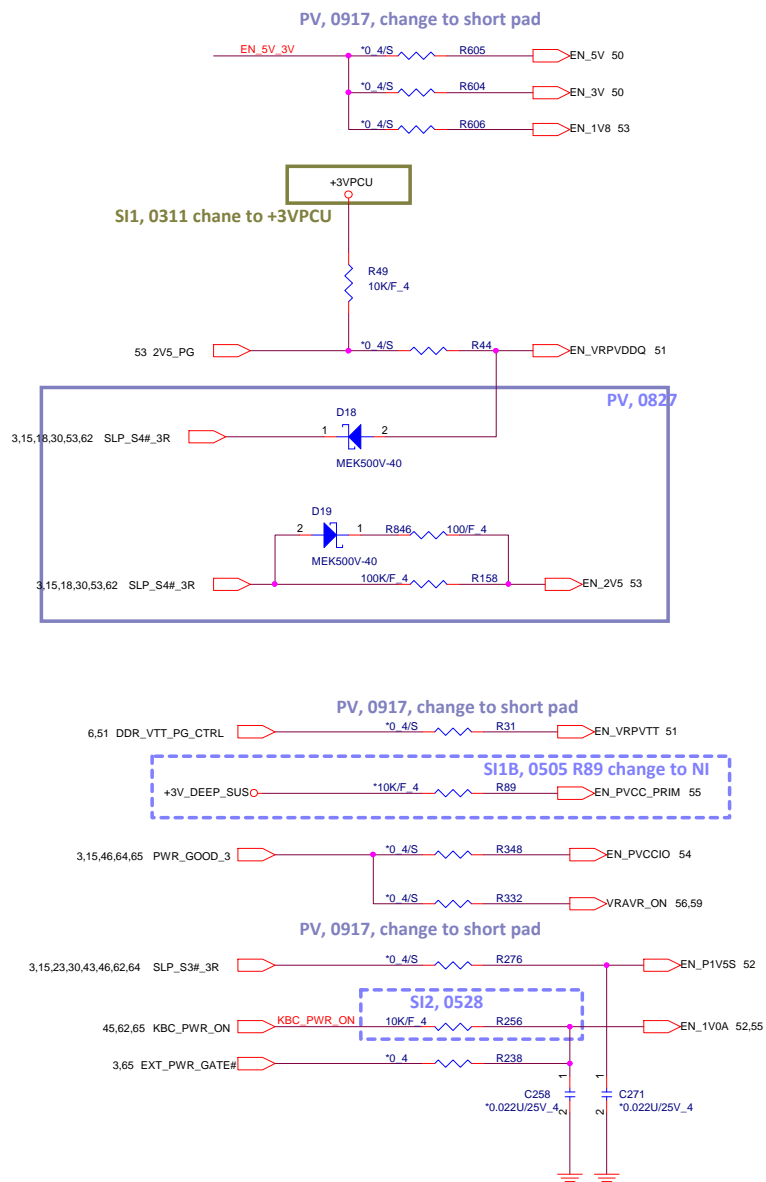 PV, 0917, change to short pad
EN_5V_3V *0_4/S R605 EN_5V 50
*0_4/S R604 EN_3V 50
*0_4/S R606 EN_1V8 53
+3VPCU
SI1, 0311 chane to +3VPCU
R49
10K/F_4
53 2V5_PG *0_4/S R44 EN_VRPVDDQ 51
PV, 0827
D18
3,15,18,30,53,62 SLP_S4#_3R 1 2
MEK500V-40
D19
2 1 R846 100/F_4
MEK500V-40
3,15,18,30,53,62 SLP_S4#_3R 100K/F_4 R158 EN_2V5 53
PV, 0917, change to short pad
6,51 DDR_VTT_PG_CTRL *0_4/S R31 EN_VRPVTT 51
SI1B, 0505 R89 change to NI
+3V_DEEP_SUS *10K/F_4 R89 EN_PVCC_PRIM 55
3,15,46,64,65 PWR_GOOD_3 *0_4/S R348 EN_PVCCIO 54
*0_4/S R332 VRAVR_ON 56,59
PV, 0917, change to short pad
3,15,23,30,43,46,62,64 SLP_S3#_3R *0_4/S R276 EN_P1V5S 52
SI2, 0528
45,62,65 KBC_PWR_ON KBC_PWR_ON 10K/F_4 R256 EN_1V0A 52,55
3,65 EXT_PWR_GATE# *0_4 R238
1 1
C258 C271
*0.022U/25V_4 *0.022U/25V_4
2 2